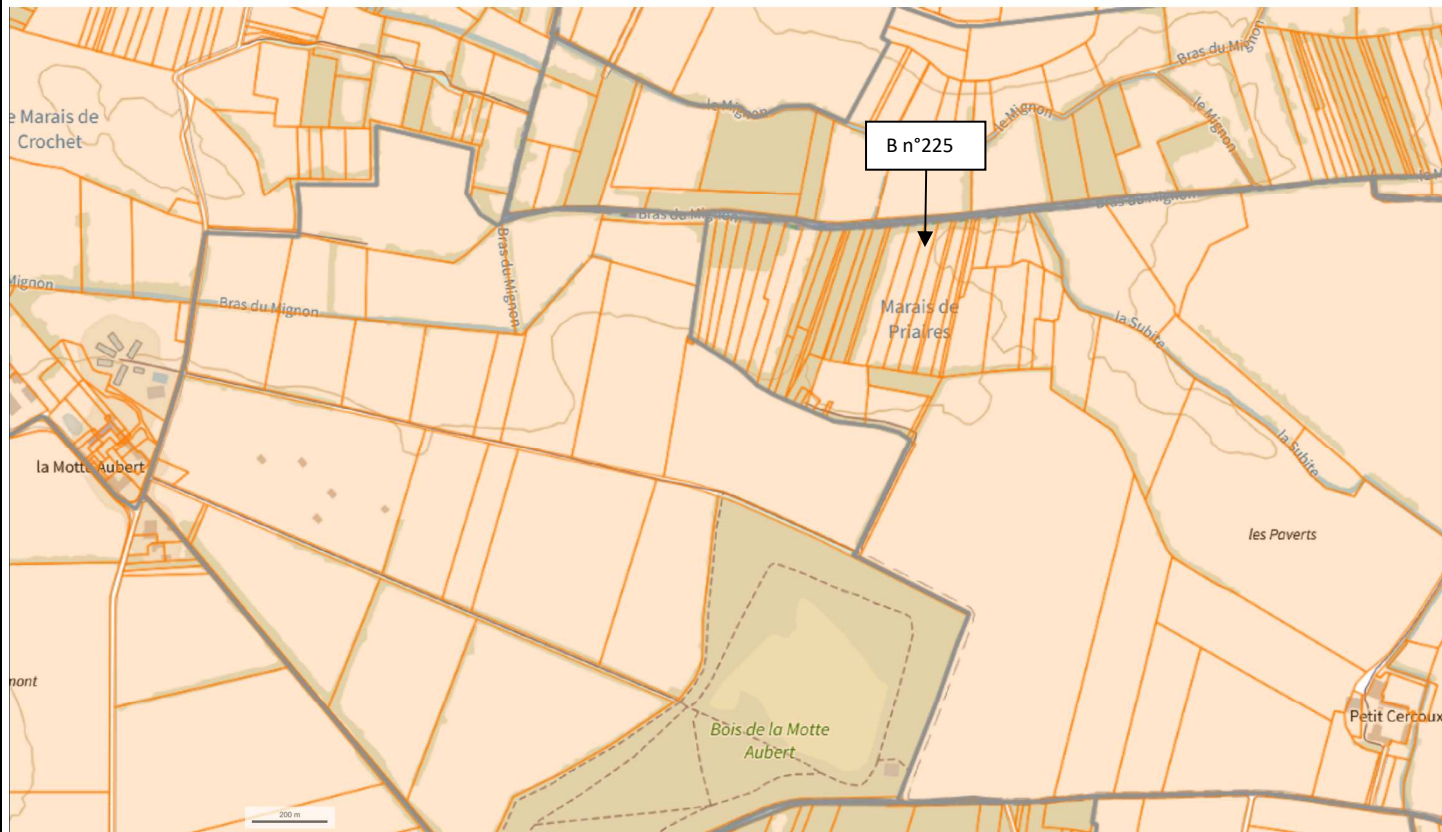 Bras du Mignon
le Mignon
le Mignon
le Mignon
e Marais de
Crochet
B n°225
Bras du Mignon
Bras du Mignon
le M
Bras du Mignon
Mignon
Bras du Mignon
Marais de
Priaires
la Subite
la Subite
la Motte Aubert
les Paverts
mont
Bois de la Motte
Aubert
Petit Cercoux
200 m